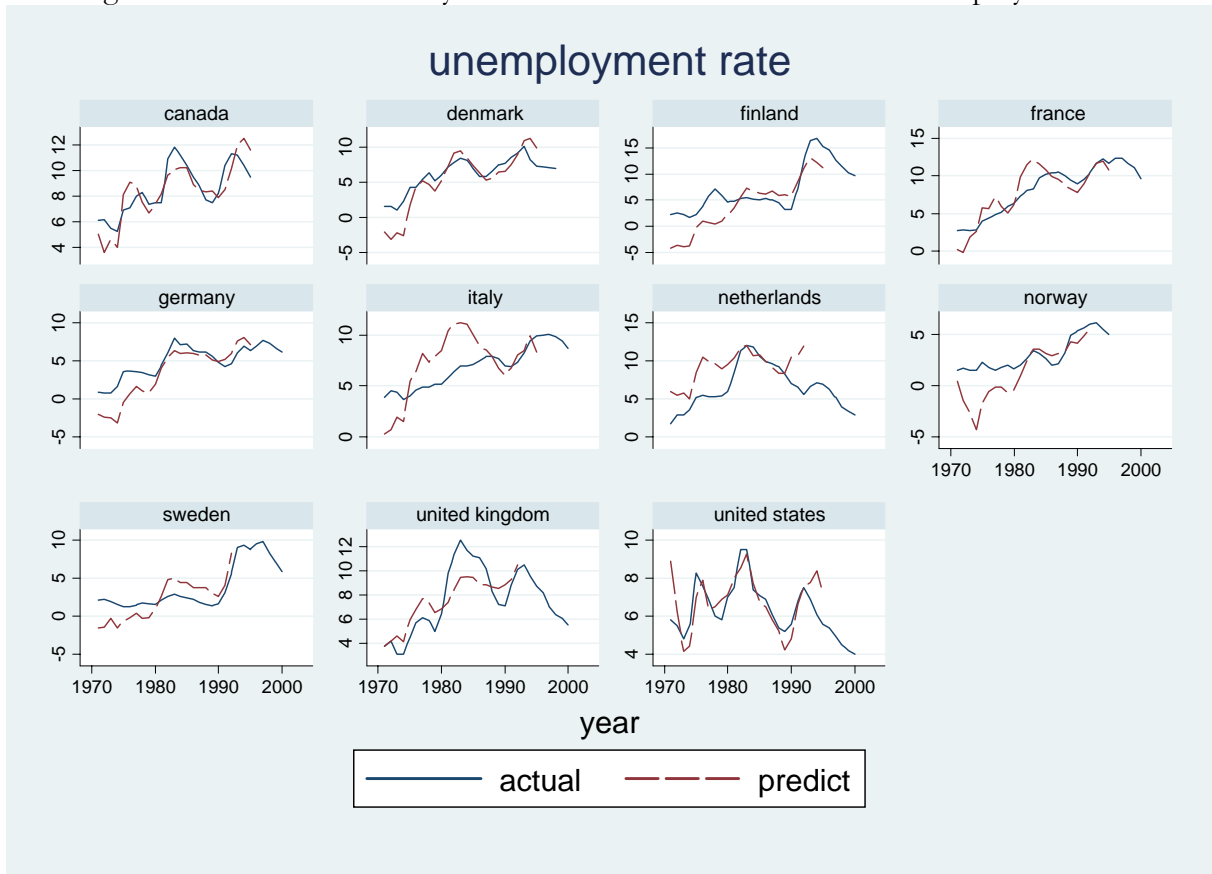 unemployment rate
canada denmark finland france
4 6 8 10 12
-5 0 5 10
-5 0 5 10 15
0 5 10 15
germany italy netherlands norway
-5 0 5 10
0 5 10
0 5 10 15
-5 0 5
1970 1980 1990 2000
sweden united kingdom united states
-5 0 5 10
4 6 8 10 12
4 6 8 10
1970 1980 1990 2000 1970 1980 1990 2000 1970 1980 1990 2000
year
actual predict